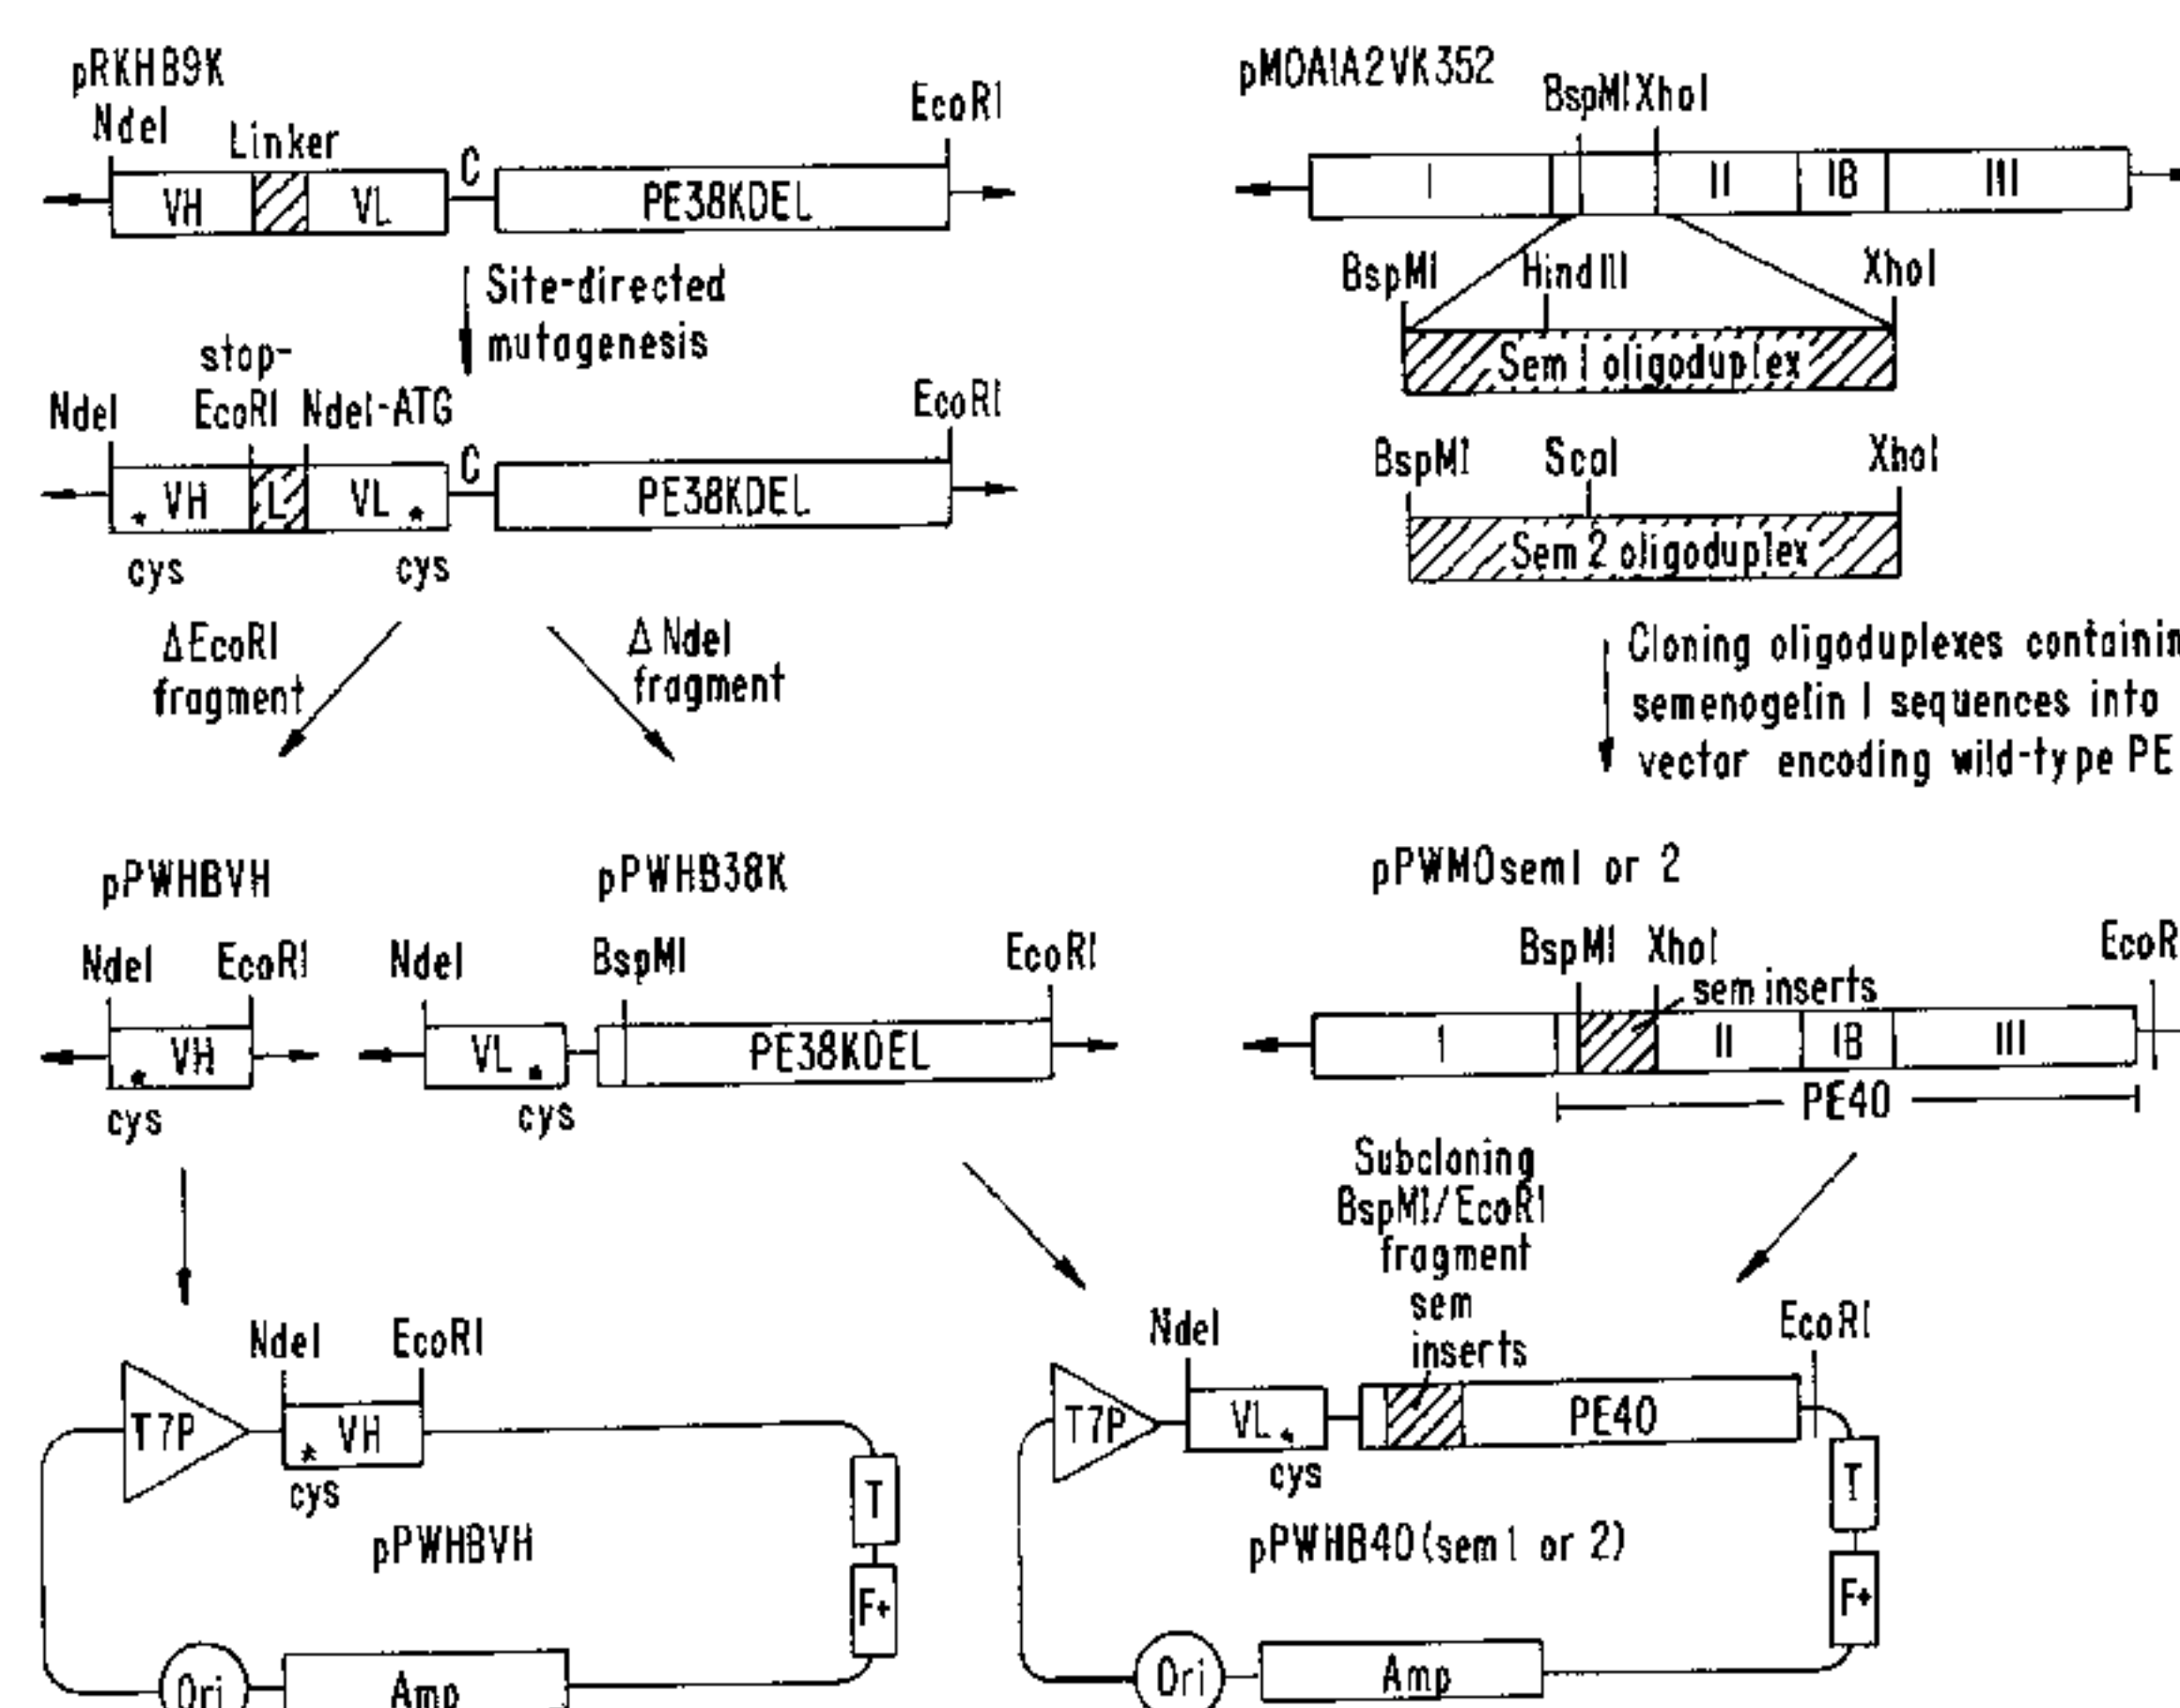 pRKHB9K
NdeI
Linker
C
EcoRI
VH
VL
PE38KDEL
Site-directed
mutagenesis
stop-
NdeI
EcoRI
NdeI-ATG
C
EcoRI
* VH
L
VL *
PE38KDEL
cys
cys
ΔEcoRI
fragment
Δ NdeI
fragment
pMOAIA2VK352
BspMI XhoI
I
II
IB
III
BspMI
HindIII
XhoI
Sem 1 oligoduplex
BspMI
ScaI
XhoI
Sem 2 oligoduplex
Cloning oligoduplexes containin
semenogelin I sequences into
vector encoding wild-type PE
pPWHBVH
NdeI
EcoRI
* VH
cys
pPWHB38K
NdeI
BspMI
EcoRI
VL *
PE38KDEL
cys
pPWMOsem1 or 2
BspMI
XhoI
EcoR
sem inserts
I
II
IB
III
PE40
Subcloning
BspMI/EcoRI
fragment
NdeI
EcoRI
T7P
* VH
cys
T
pPWHBVH
F+
Ori
Amp
sem
inserts
NdeI
EcoRI
T7P
VL *
PE40
cys
T
pPWHB40(sem1 or 2)
F+
Ori
Amp